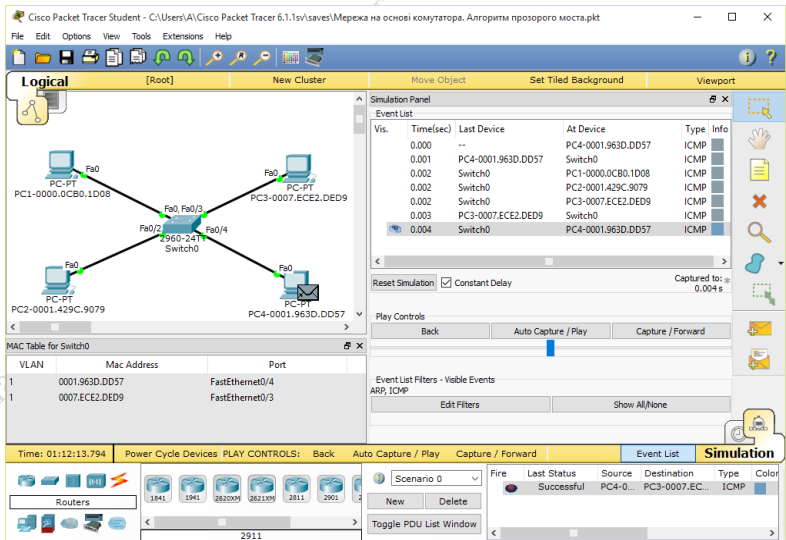 Cisco Packet Tracer Student - C:\Users\A\Cisco Packet Tracer 6.1.1sv\saves\Мережа на основі комутатора. Алгоритм прозорого моста.pkt
File Edit Options View Tools Extensions Help
Logical [Root] New Cluster Move Object Set Tiled Background Viewport
Fa0
PC-PT
PC1-0000.0CB0.1D08
Fa0
PC-PT
PC3-0007.ECE2.DED9
Fa0, Fa0/3
Fa0/2 Fa0/4
2960-24TT
Switch0
Fa0
PC-PT
PC2-0001.429C.9079
Fa0
PC-PT
PC4-0001.963D.DD57
Simulation Panel
Event List
Vis. Time(sec) Last Device At Device Type Info
0.000 -- PC4-0001.963D.DD57 ICMP
0.001 PC4-0001.963D.DD57 Switch0 ICMP
0.002 Switch0 PC1-0000.0CB0.1D08 ICMP
0.002 Switch0 PC2-0001.429C.9079 ICMP
0.002 Switch0 PC3-0007.ECE2.DED9 ICMP
0.003 PC3-0007.ECE2.DED9 Switch0 ICMP
0.004 Switch0 PC4-0001.963D.DD57 ICMP
Reset Simulation Constant Delay Captured to: *
0.004 s
Play Controls
Back Auto Capture / Play Capture / Forward
Event List Filters - Visible Events
ARP, ICMP
Edit Filters Show All/None
MAC Table for Switch0
VLAN Mac Address Port
1 0001.963D.DD57 FastEthernet0/4
1 0007.ECE2.DED9 FastEthernet0/3
Time: 01:12:13.794 Power Cycle Devices PLAY CONTROLS: Back Auto Capture / Play Capture / Forward Event List Simulation
Routers
1841 1941 2620XM 2621XM 2811 2901 2
2911
Scenario 0
New Delete
Toggle PDU List Window
Fire Last Status Source Destination Type Color
Successful PC4-0... PC3-0007.EC... ICMP